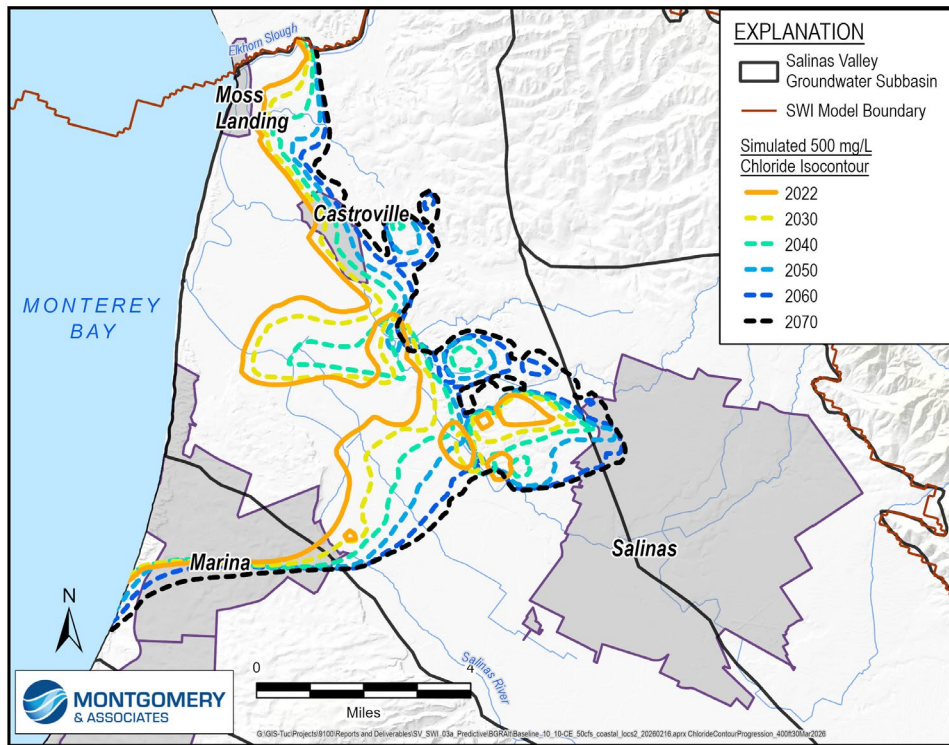 EXPLANATION
Salinas Valley
Groundwater Subbasin
SWI Model Boundary
Simulated 500 mg/L
Chloride Isocontour
2022
2030
2040
2050
2060
2070
Elkhorn Slough
Moss
Landing
Castroville
MONTEREY
BAY
Marina
Salinas
Salinas River
N
0
4
Miles
MONTGOMERY
& ASSOCIATES